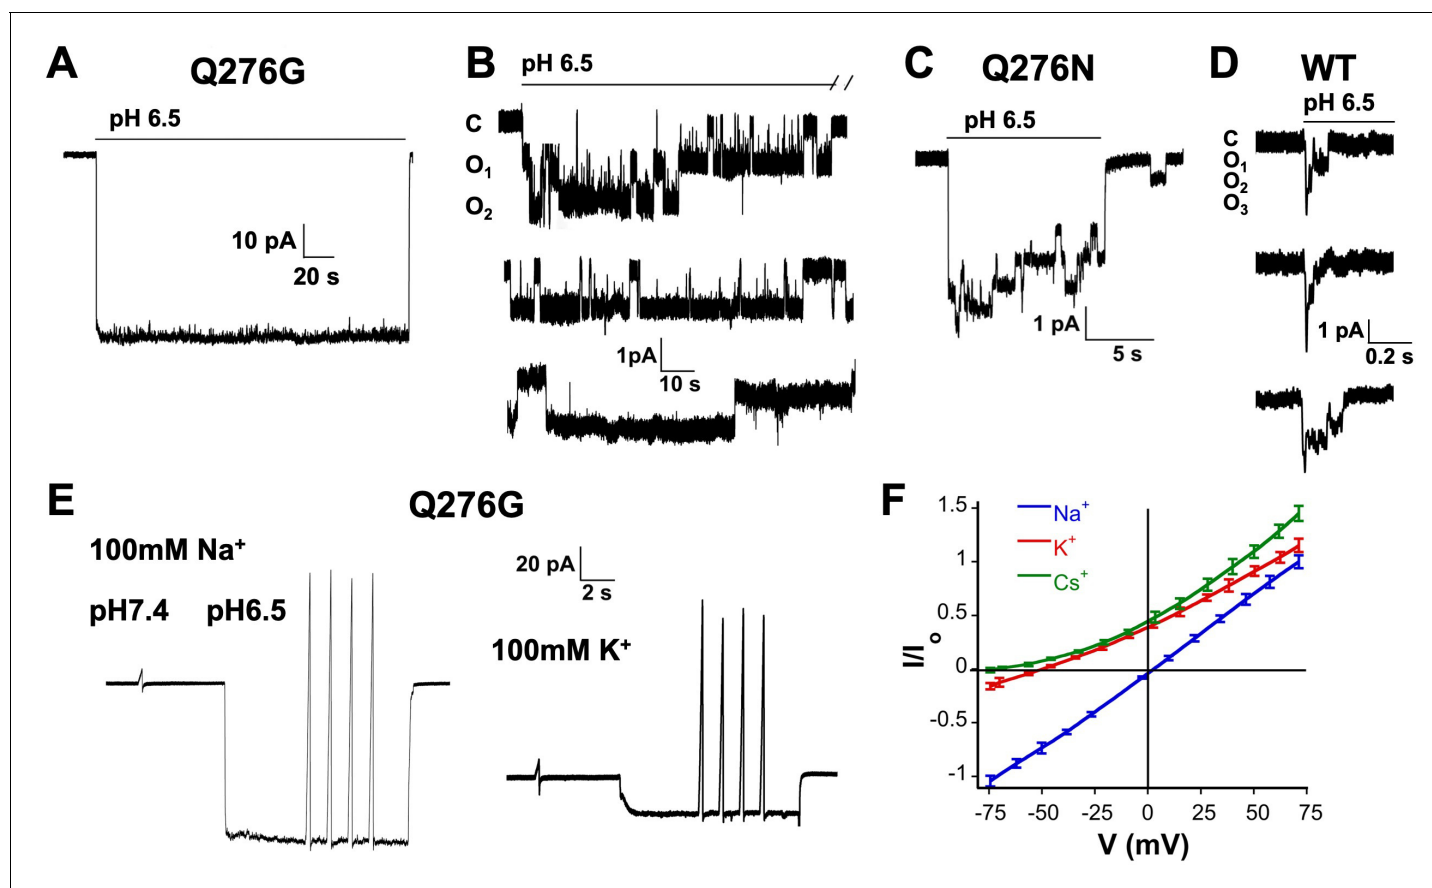 A
Q276G
pH 6.5
10 pA
20 s
B
pH 6.5
C
O1
O2
1pA
10 s
C
Q276N
pH 6.5
1 pA
5 s
D
WT
pH 6.5
C
O1
O2
O3
1 pA
0.2 s
E
Q276G
100mM Na+
pH7.4 pH6.5
20 pA
2 s
100mM K+
F
Na+
K+
Cs+
1.5
1
0.5
0
-0.5
-1
I/Io
-75 -50 -25 0 25 50 75
V (mV)